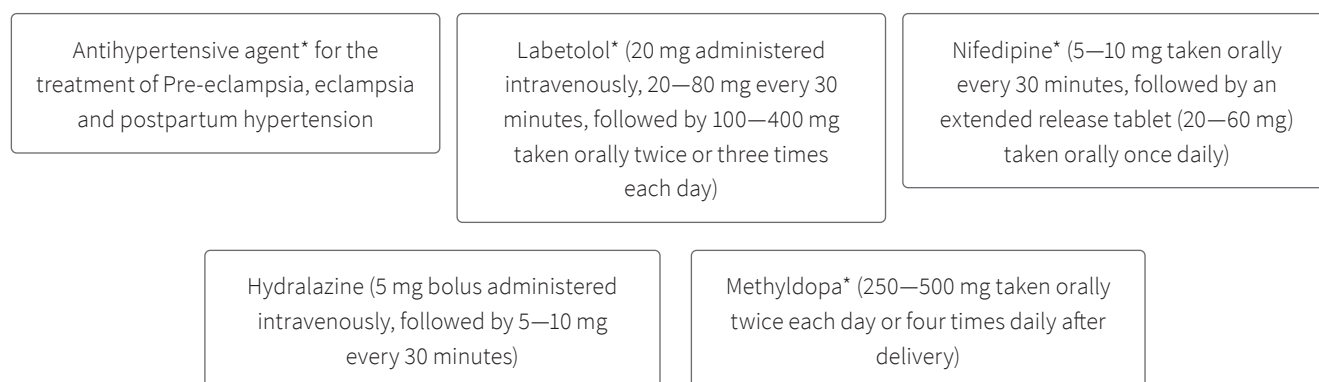 Antihypertensive agent* for the
treatment of Pre-eclampsia, eclampsia
and postpartum hypertension
Labetolol* (20 mg administered
intravenously, 20—80 mg every 30
minutes, followed by 100—400 mg
taken orally twice or three times
each day)
Nifedipine* (5—10 mg taken orally
every 30 minutes, followed by an
extended release tablet (20—60 mg)
taken orally once daily)
Hydralazine (5 mg bolus administered
intravenously, followed by 5—10 mg
every 30 minutes)
Methyldopa* (250—500 mg taken orally
twice each day or four times daily after
delivery)